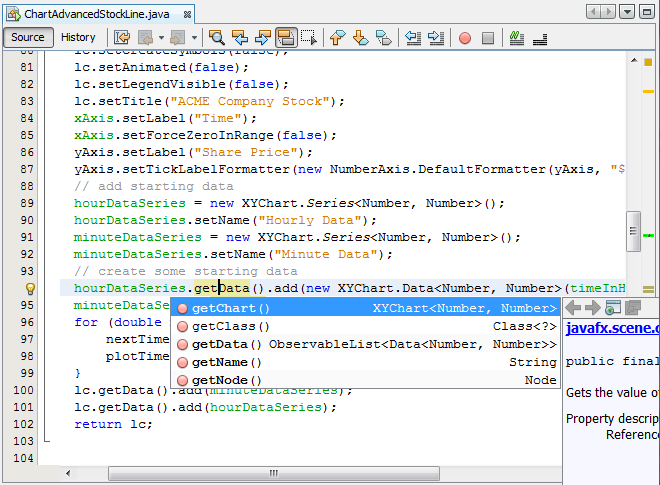 ChartAdvancedStockLine.java
Source History
80 lc.setCreateSymbols(false);
81 lc.setAnimated(false);
82 lc.setLegendVisible(false);
83 lc.setTitle("ACME Company Stock");
84 xAxis.setLabel("Time");
85 xAxis.setForceZeroInRange(false);
86 yAxis.setLabel("Share Price");
87 yAxis.setTickLabelFormatter(new NumberAxis.DefaultFormatter(yAxis, "$
88 // add starting data
89 hourDataSeries = new XYChart.Series<Number, Number>();
90 hourDataSeries.setName("Hourly Data");
91 minuteDataSeries = new XYChart.Series<Number, Number>();
92 minuteDataSeries.setName("Minute Data");
93 // create some starting data
hourDataSeries.getData().add(new XYChart.Data<Number, Number>(timeInH
95 minuteDataSe
96 for (double
97 nextTime
98 plotTime
99 }
100 lc.getData().add(minuteDataSeries);
101 lc.getData().add(hourDataSeries);
102 return lc;
103
104
getChart() XYChart<Number, Number>
getClass() Class<?>
getData() ObservableList<Data<Number, Number>>
getName() String
getNode() Node
javafx.scene.c
public final
Gets the value of
Property descrip
Reference